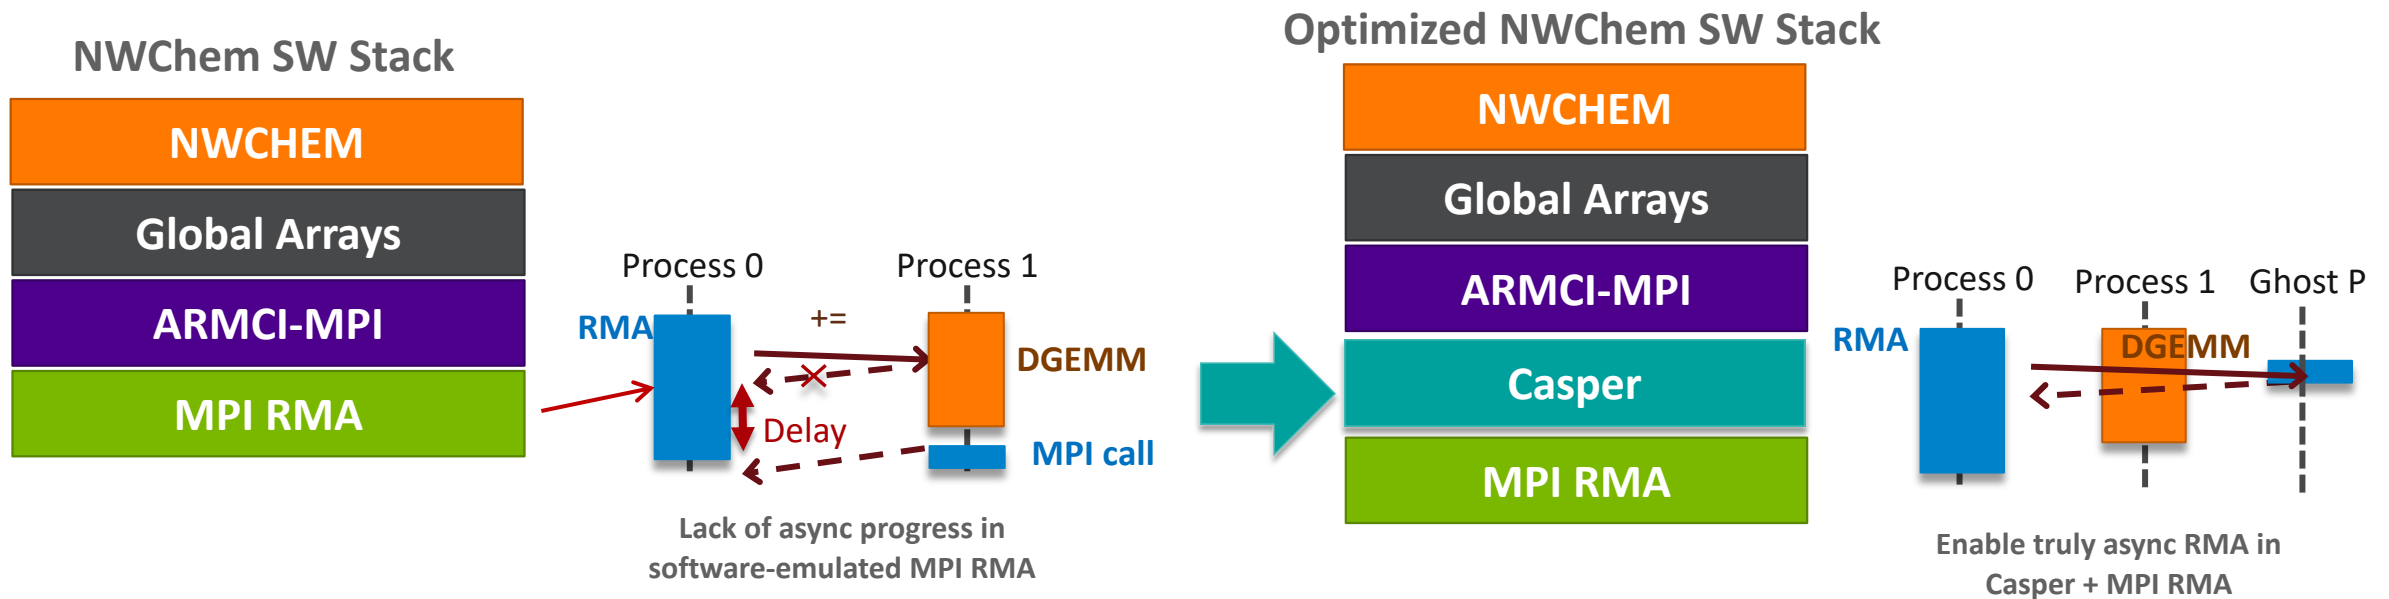 NWChem SW Stack
NWCHEM
Global Arrays
ARMCI-MPI
MPI RMA
Process 0
Process 1
RMA
+=
DGEMM
Delay
MPI call
Lack of async progress in
software-emulated MPI RMA
Optimized NWChem SW Stack
NWCHEM
Global Arrays
ARMCI-MPI
Casper
MPI RMA
Process 0
Process 1
Ghost P
RMA
DGEMM
Enable truly async RMA in
Casper + MPI RMA